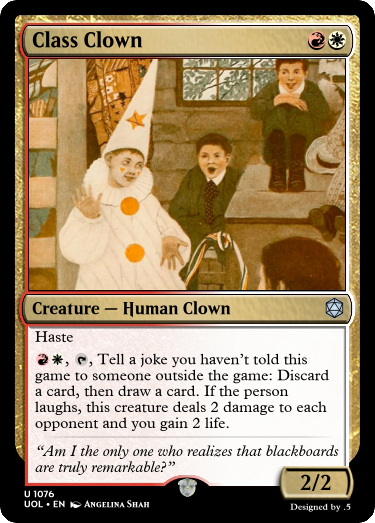 Class Clown
Creature — Human Clown
Haste
, , Tell a joke you haven’t told this
game to someone outside the game: Discard
a card, then draw a card. If the person
laughs, this creature deals 2 damage to each
opponent and you gain 2 life.
“Am I the only one who realizes that blackboards
are truly remarkable?”
2/2
U 1076
UOL • EN Angelina Shah
Designed by .5